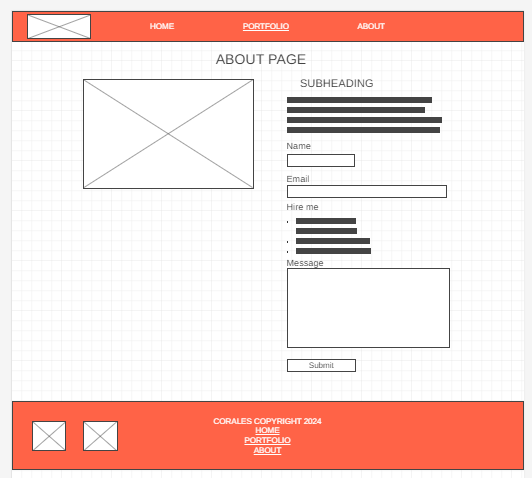 HOME PORTFOLIO ABOUT
ABOUT PAGE
SUBHEADING
Name
Email
Hire me
Message
Submit
CORALES COPYRIGHT 2024
HOME
PORTFOLIO
ABOUT